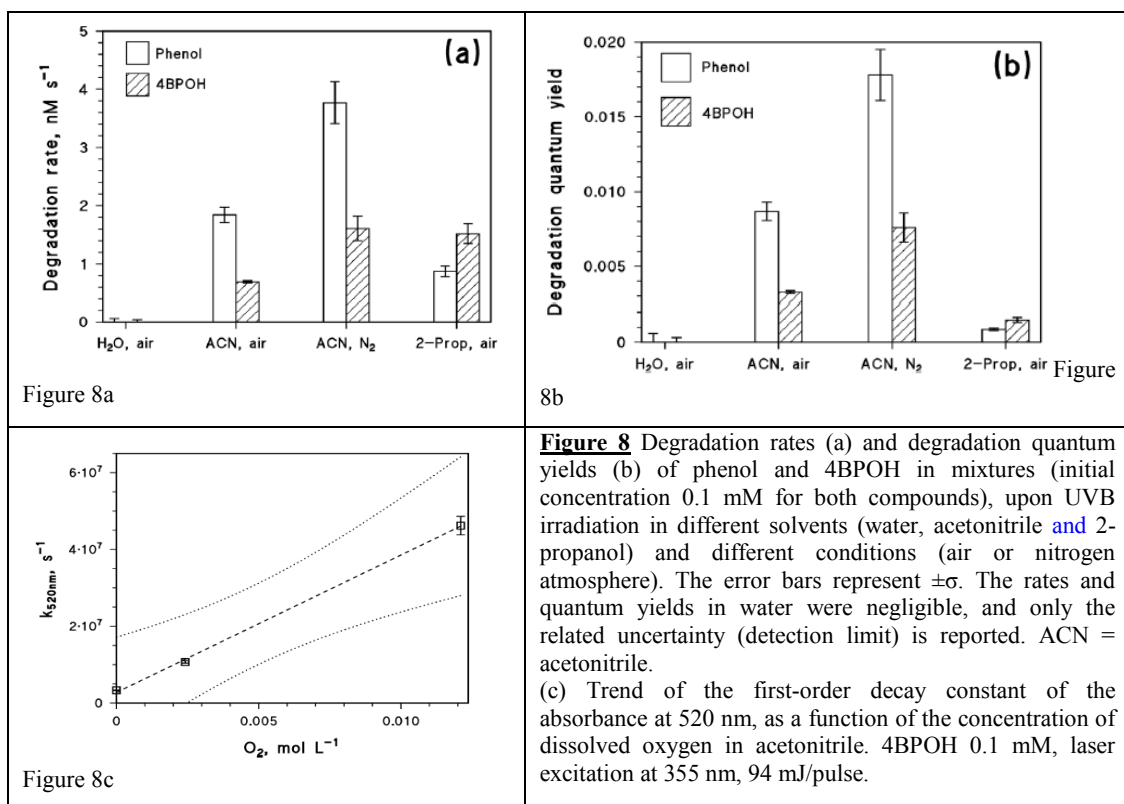 (a)
Phenol
4BPOH
Degradation rate, nM s⁻¹
5
4
3
2
1
0
H₂O, air
ACN, air
ACN, N₂
2-Prop, air
Figure 8a
(b)
Phenol
4BPOH
Degradation quantum yield
0.020
0.015
0.010
0.005
0
H₂O, air
ACN, air
ACN, N₂
2-Prop, air
Figure
8b
k₅₂₀ₙₘ, s⁻¹
6·10⁷
4·10⁷
2·10⁷
0
0
0.005
0.010
O₂, mol L⁻¹
Figure 8c
Figure 8 Degradation rates (a) and degradation quantum
yields (b) of phenol and 4BPOH in mixtures (initial
concentration 0.1 mM for both compounds), upon UVB
irradiation in different solvents (water, acetonitrile and 2-
propanol) and different conditions (air or nitrogen
atmosphere). The error bars represent ±σ. The rates and
quantum yields in water were negligible, and only the
related uncertainty (detection limit) is reported. ACN =
acetonitrile.
(c) Trend of the first-order decay constant of the
absorbance at 520 nm, as a function of the concentration of
dissolved oxygen in acetonitrile. 4BPOH 0.1 mM, laser
excitation at 355 nm, 94 mJ/pulse.